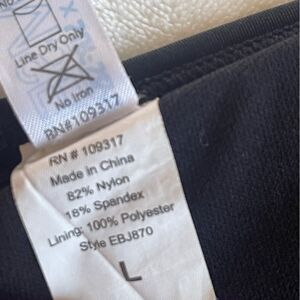 Line Dry Only
No Iron
RN#109317
RN # 109317
Made in China
82% Nylon
18% Spandex
Lining: 100% Polyester
Style EBJ870
L